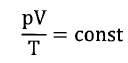 pV/T = const